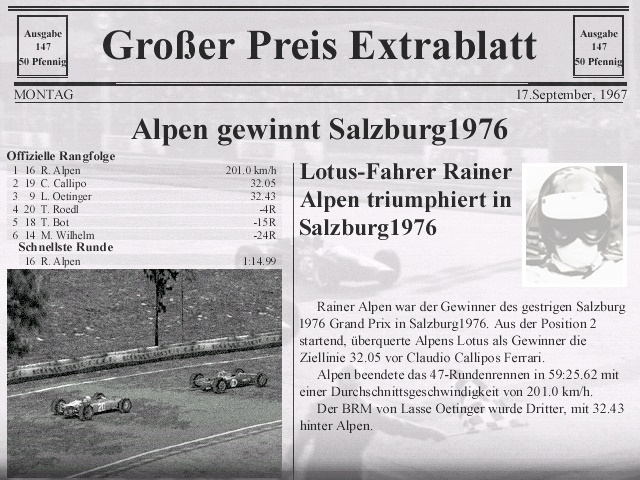 Ausgabe
147
50 Pfennig
Großer Preis Extrablatt
Ausgabe
147
50 Pfennig
MONTAG
17.September, 1967
Alpen gewinnt Salzburg1976
Offizielle Rangfolge
1 16 R. Alpen 201.0 km/h
2 19 C. Callipo 32.05
3 9 L. Oetinger 32.43
4 20 T. Roedl -4R
5 18 T. Bot -15R
6 14 M. Wilhelm -24R
Schnellste Runde
16 R. Alpen 1:14.99
Lotus-Fahrer Rainer
Alpen triumphiert in
Salzburg1976
Rainer Alpen war der Gewinner des gestrigen Salzburg
1976 Grand Prix in Salzburg1976. Aus der Position 2
startend, überquerte Alpens Lotus als Gewinner die
Ziellinie 32.05 vor Claudio Callipos Ferrari.
Alpen beendete das 47-Rundenrennen in 59:25.62 mit
einer Durchschnittsgeschwindigkeit von 201.0 km/h.
Der BRM von Lasse Oetinger wurde Dritter, mit 32.43
hinter Alpen.